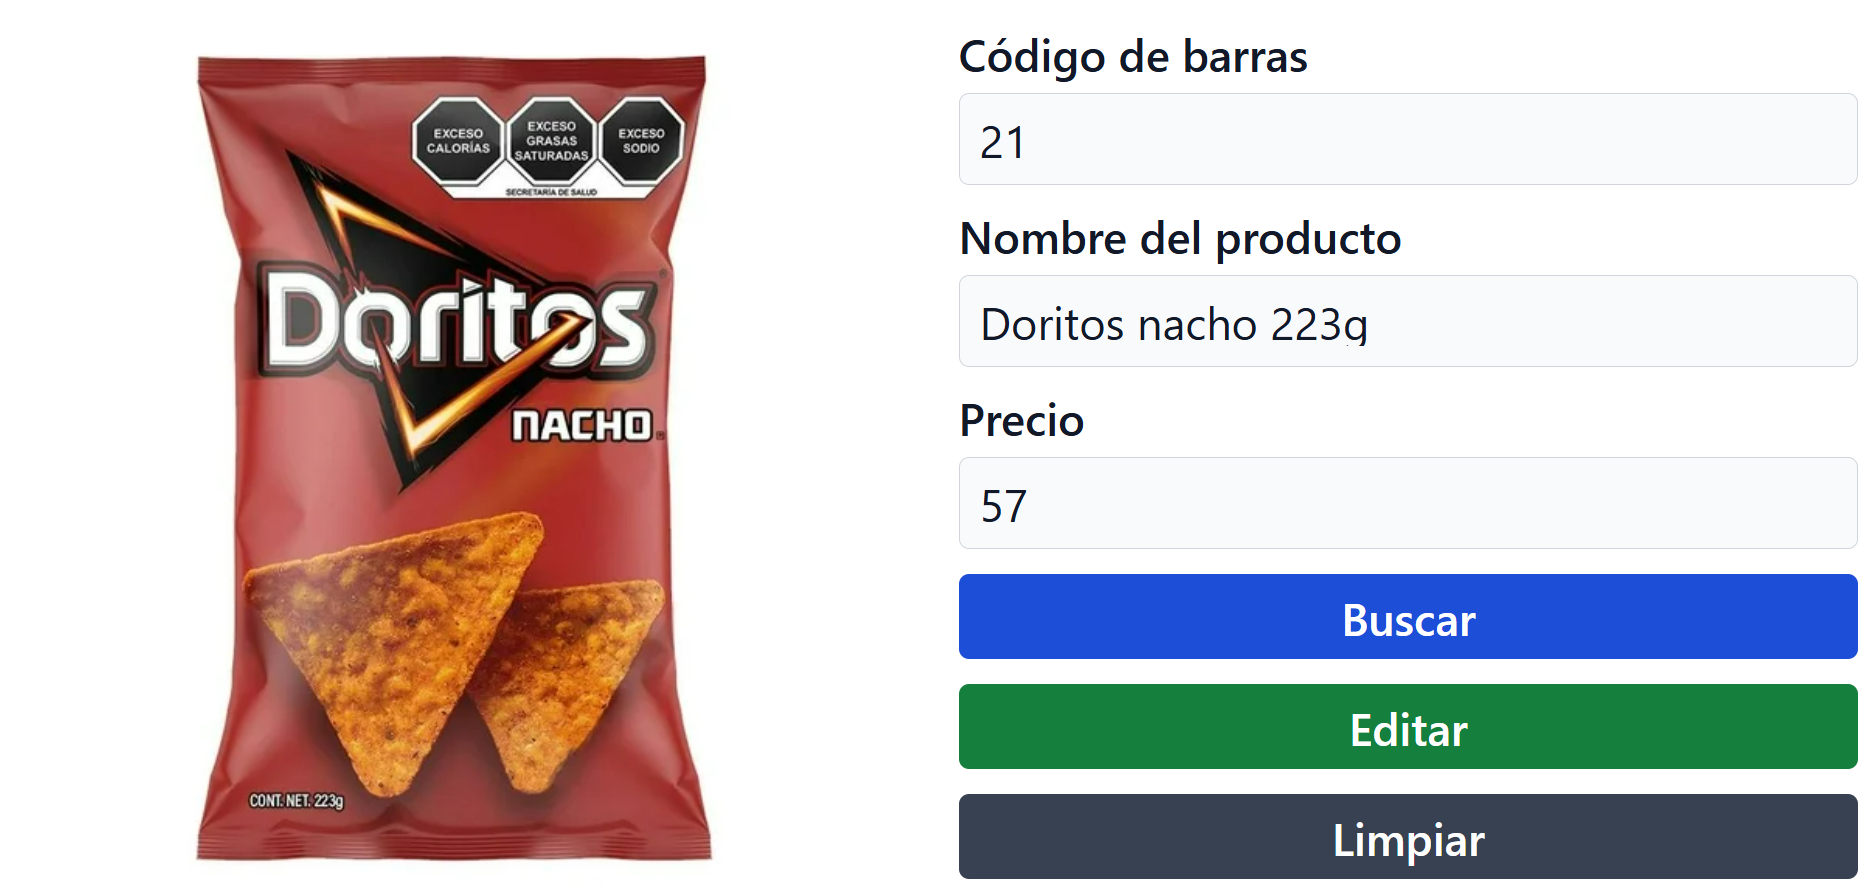 EXCESO
CALORÍAS
EXCESO
GRASAS
SATURADAS
EXCESO
SODIO
SECRETARÍA DE SALUD
Doritos
NACHO
CONT. NET. 223g
Código de barras
21
Nombre del producto
Doritos nacho 223g
Precio
57
Buscar
Editar
Limpiar